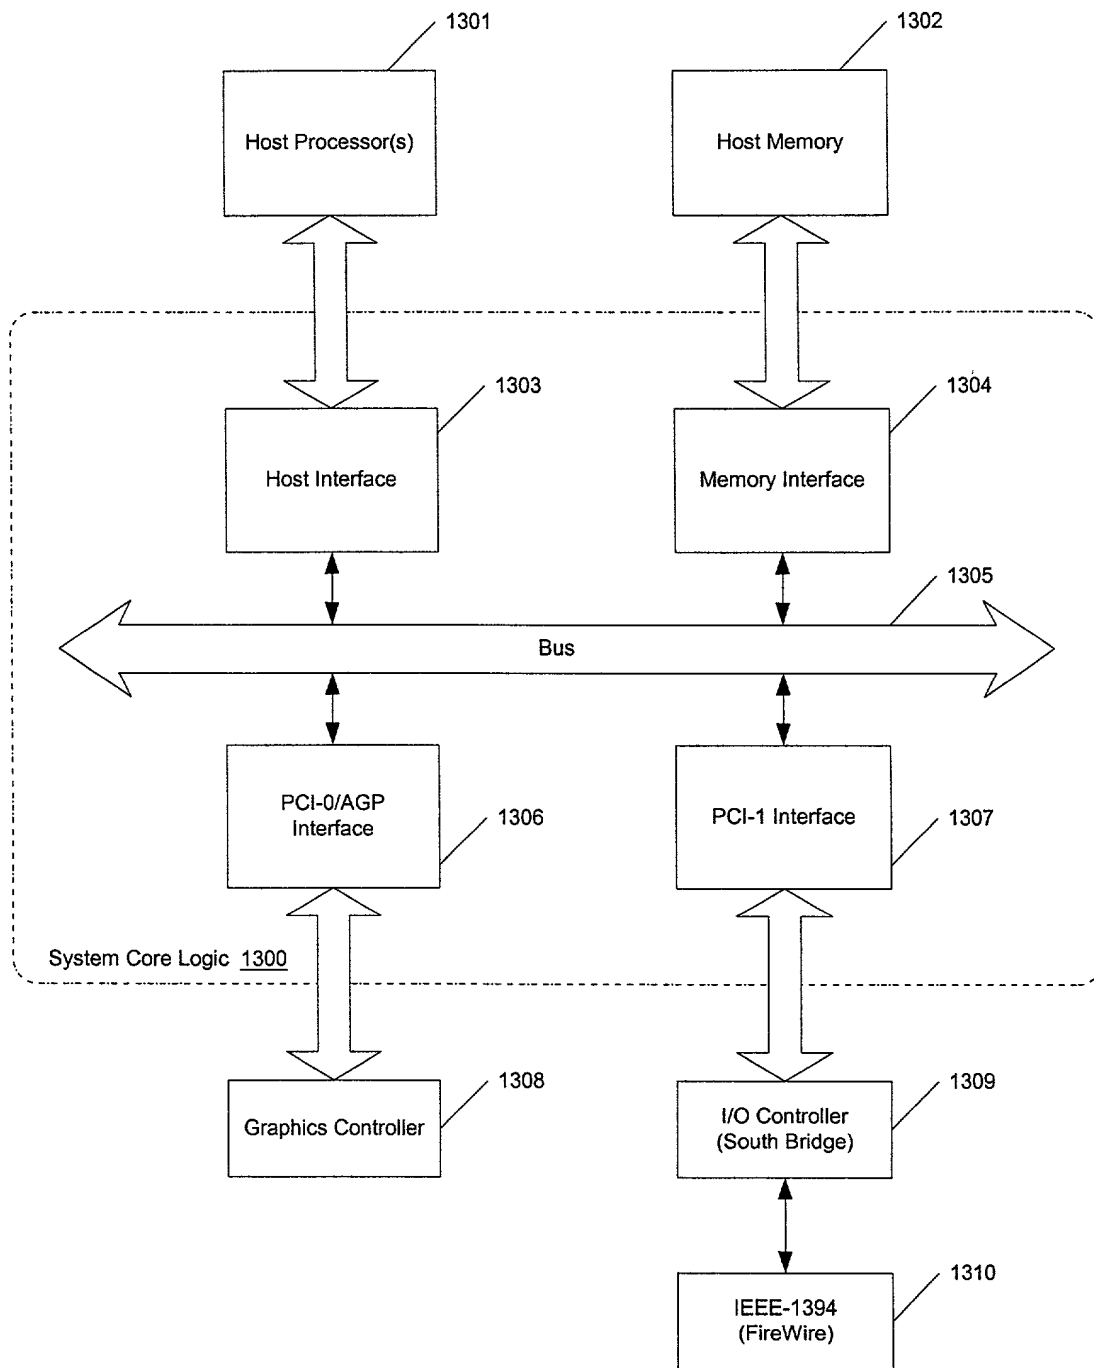 1301
1302
Host Processor(s)
Host Memory
1303
1304
Host Interface
Memory Interface
1305
Bus
PCI-0/AGP
Interface
1306
PCI-1 Interface
1307
System Core Logic 1300
1308
Graphics Controller
1309
I/O Controller
(South Bridge)
1310
IEEE-1394
(FireWire)